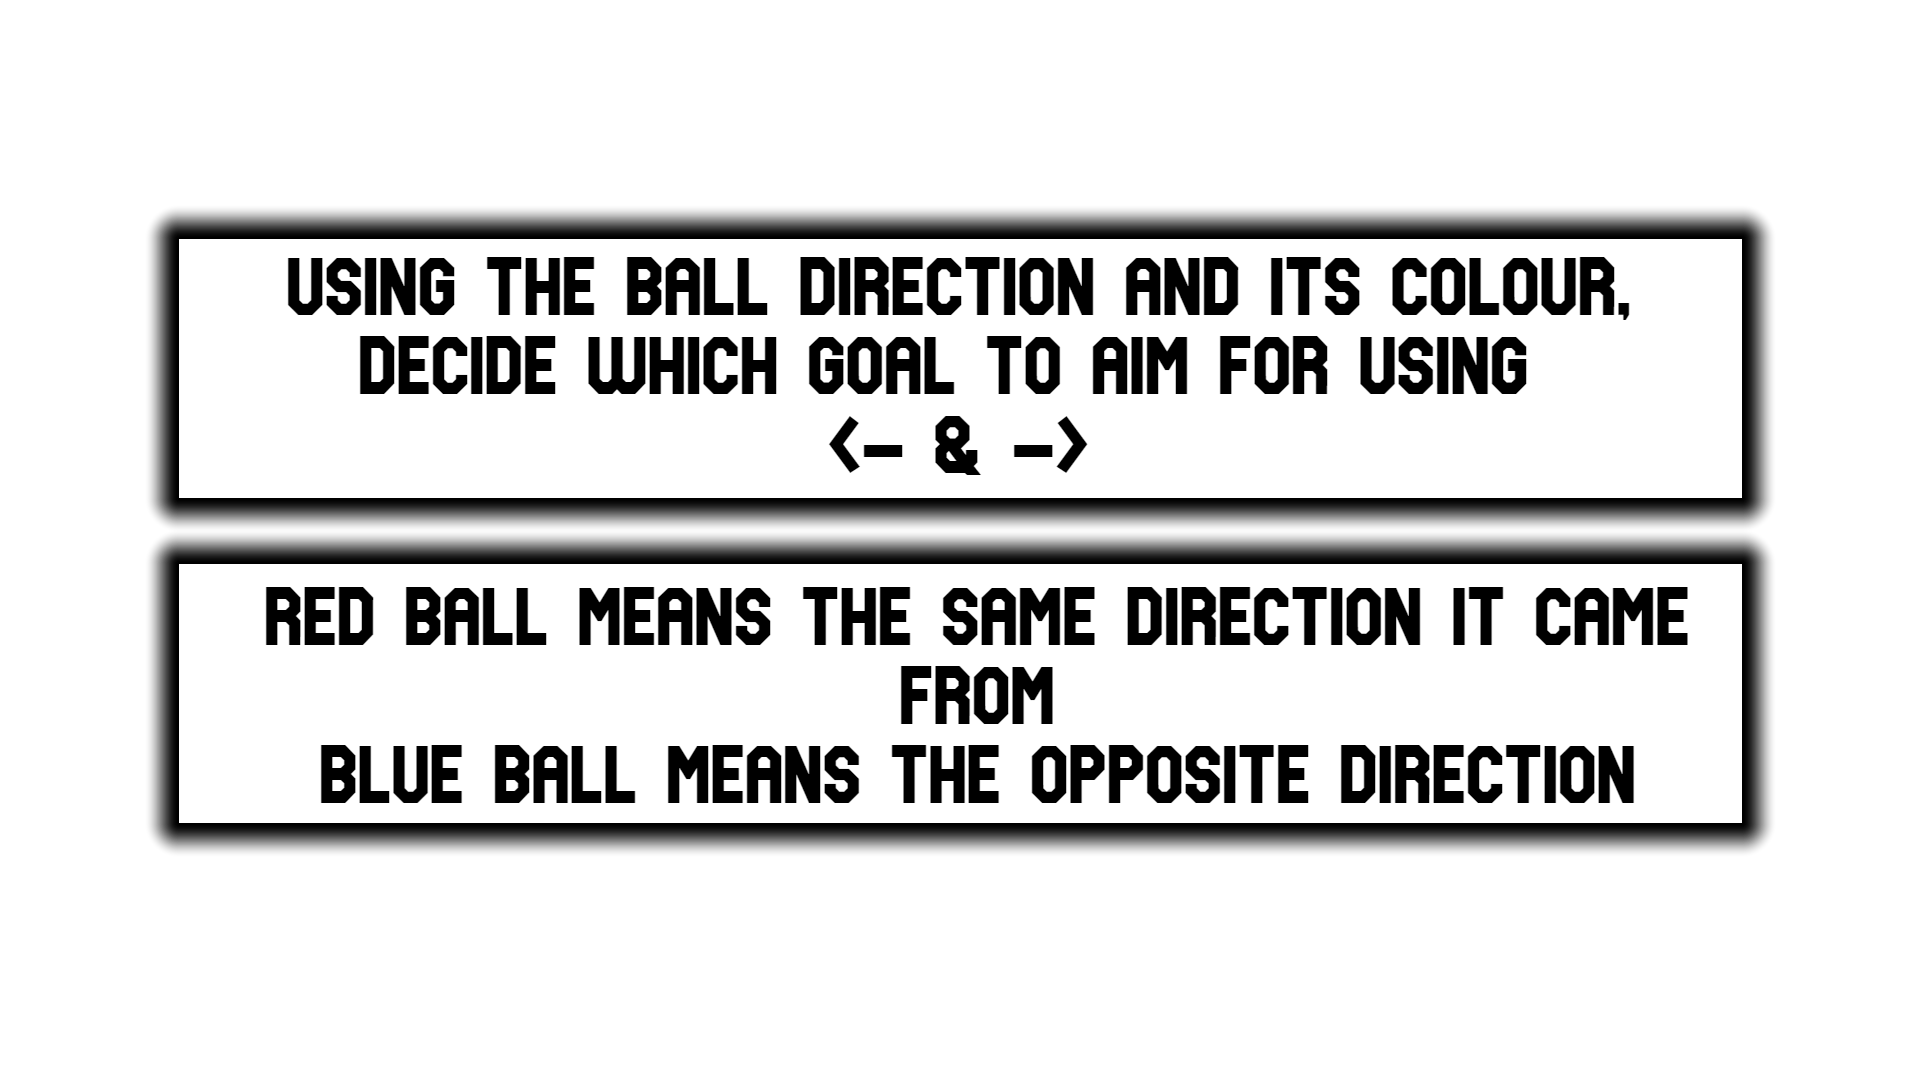 USING THE BALL DIRECTION AND ITS COLOUR,
DECIDE WHICH GOAL TO AIM FOR USING
<- & ->
RED BALL MEANS THE SAME DIRECTION IT CAME
FROM
BLUE BALL MEANS THE OPPOSITE DIRECTION